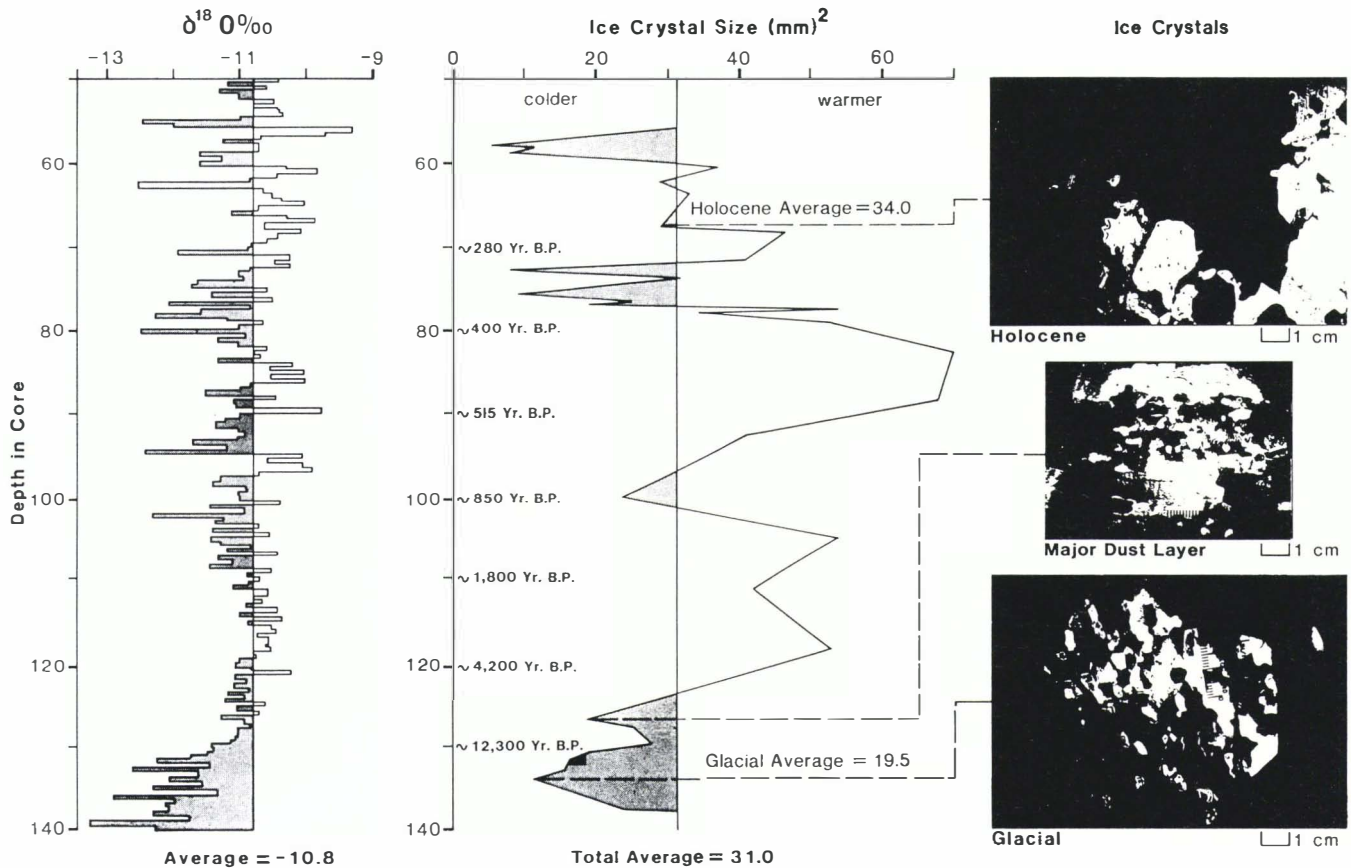 δ18 O‰
-13 -11 -9
Depth in Core
60
80
100
120
140
Average = -10.8
Ice Crystal Size (mm)2
0 20 40 60
colder warmer
Holocene Average = 34.0
~280 Yr. B.P.
~400 Yr. B.P.
~515 Yr. B.P.
~850 Yr. B.P.
~1,800 Yr. B.P.
~4,200 Yr. B.P.
~12,300 Yr. B.P.
Glacial Average = 19.5
Total Average = 31.0
Ice Crystals
Holocene 1 cm
Major Dust Layer 1 cm
Glacial 1 cm